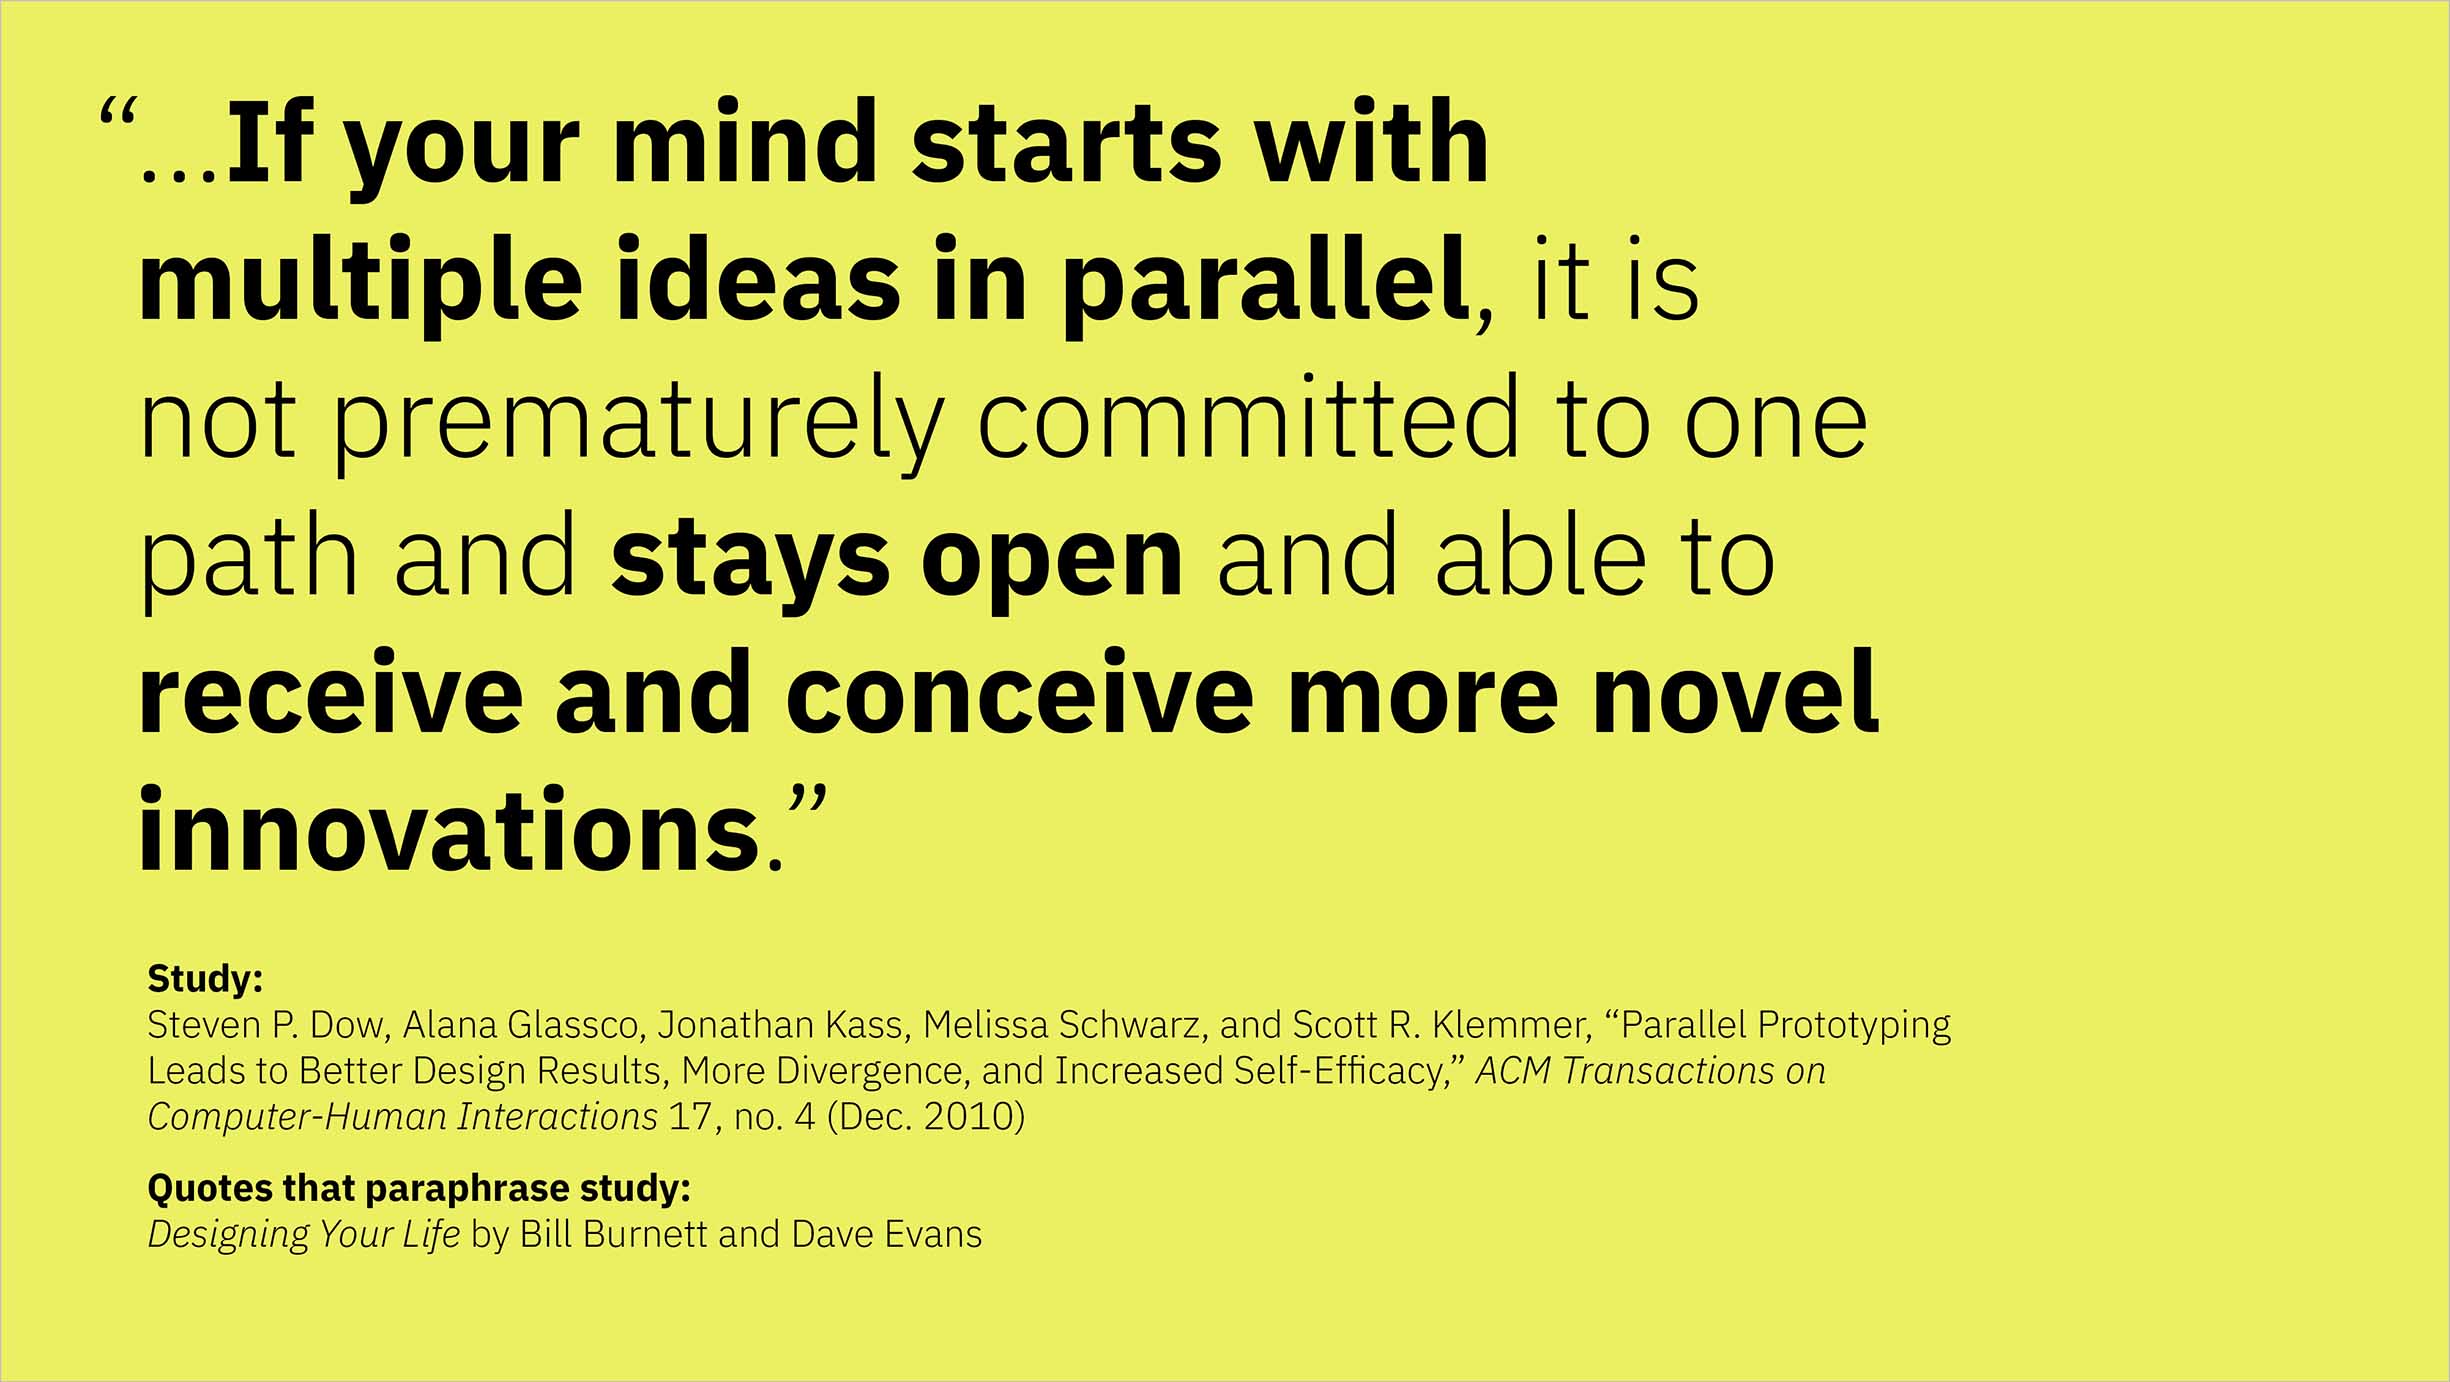 “...If your mind starts with
multiple ideas in parallel, it is
not prematurely committed to one
path and stays open and able to
receive and conceive more novel
innovations.”
Study:
Steven P. Dow, Alana Glassco, Jonathan Kass, Melissa Schwarz, and Scott R. Klemmer, “Parallel Prototyping
Leads to Better Design Results, More Divergence, and Increased Self-Efficacy,” ACM Transactions on
Computer-Human Interactions 17, no. 4 (Dec. 2010)
Quotes that paraphrase study:
Designing Your Life by Bill Burnett and Dave Evans